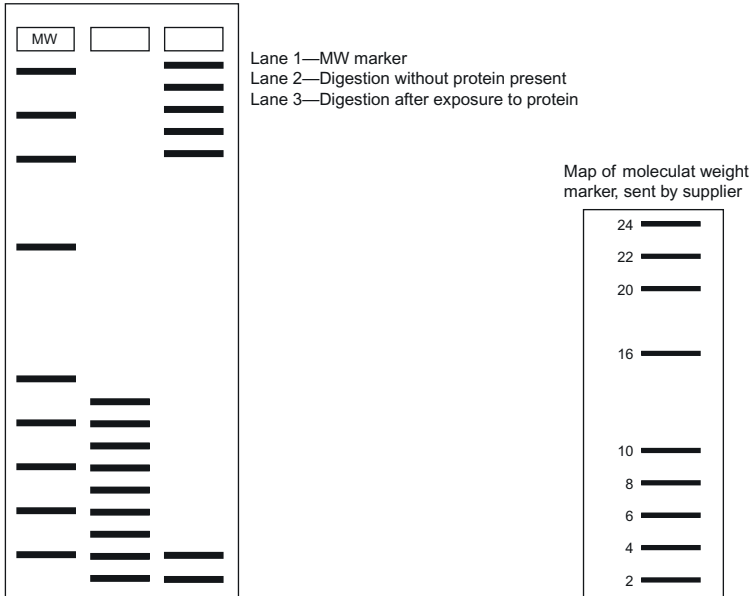 MW
Lane 1—MW marker
Lane 2—Digestion without protein present
Lane 3—Digestion after exposure to protein
Map of moleculat weight
marker, sent by supplier
24
22
20
16
10
8
6
4
2